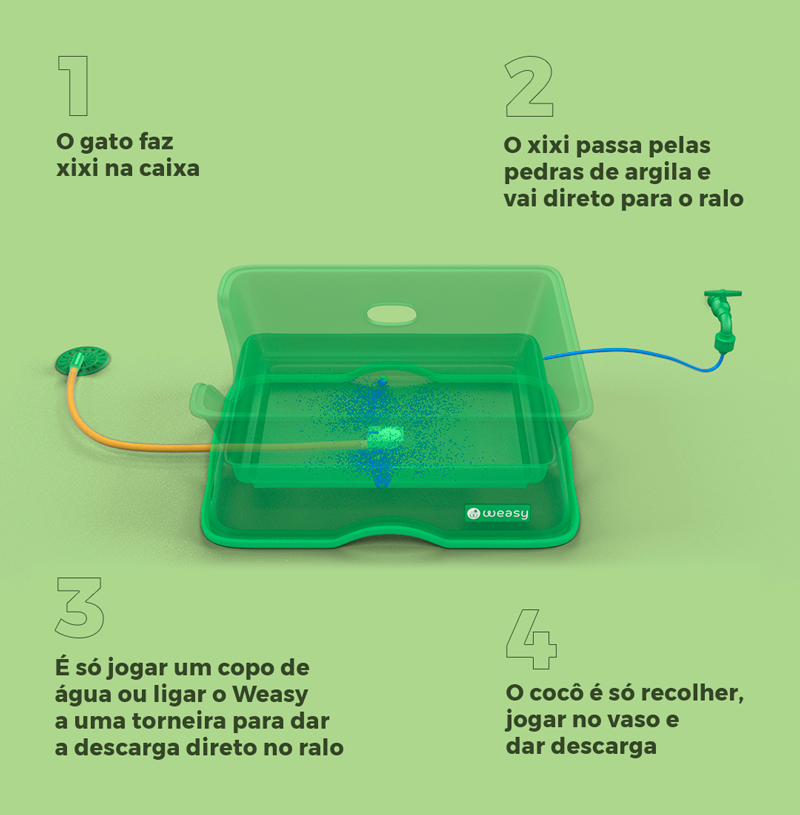 1
O gato faz
xixi na caixa
2
O xixi passa pelas
pedras de argila e
vai direto para o ralo
weasy
3
É só jogar um copo de
água ou ligar o Weasy
a uma torneira para dar
a descarga direto no ralo
4
O cocô é só recolher,
jogar no vaso e
dar descarga